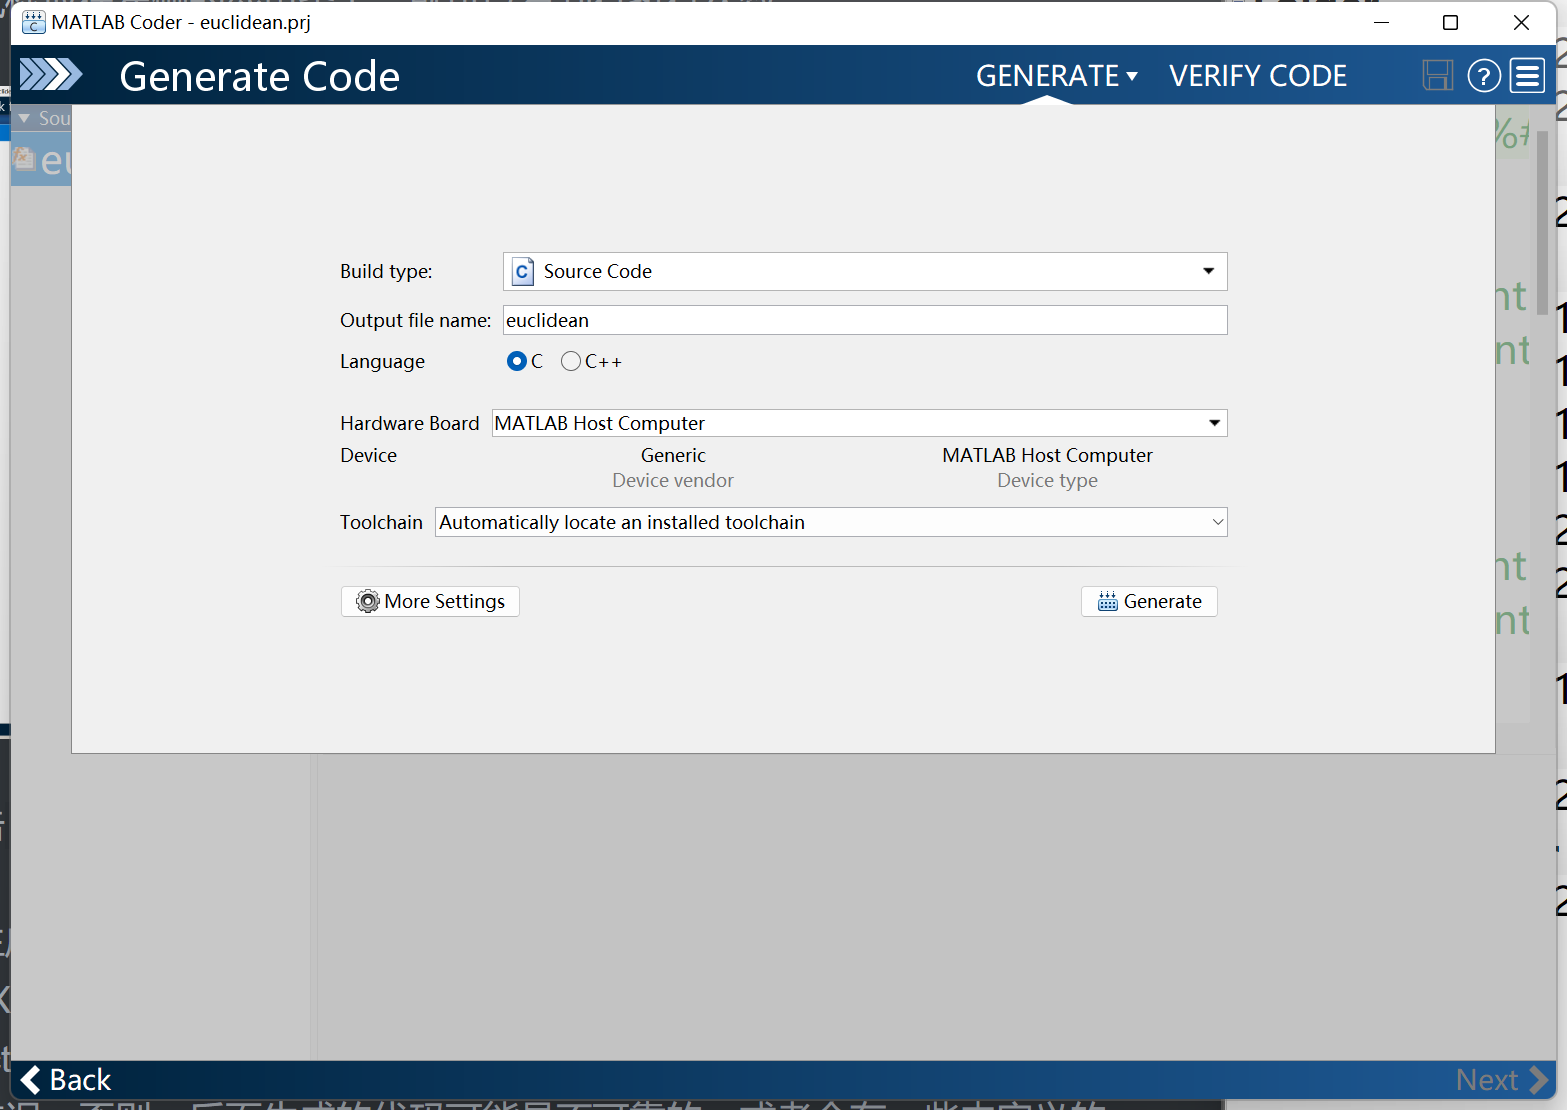 MATLAB Coder - euclidean.prj
Generate Code
GENERATE
VERIFY CODE
?
Build type:
C Source Code
Output file name: euclidean
Language C C++
Hardware Board MATLAB Host Computer
Device Generic MATLAB Host Computer
Device vendor Device type
Toolchain Automatically locate an installed toolchain
More Settings
Generate
Back
Next